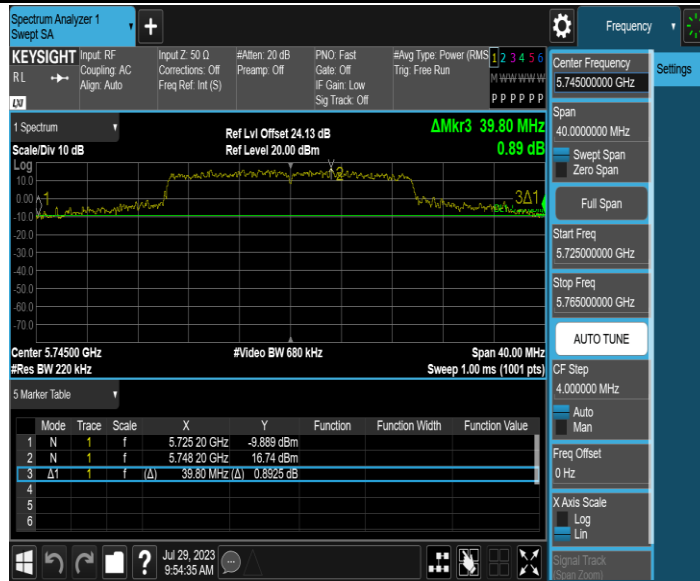 Spectrum Analyzer 1
Swept SA
+
Frequency
KEYSIGHT Input: RF Input Z: 50 Ω #Atten: 20 dB PNO: Fast #Avg Type: Power (RMS 1 2 3 4 5 6
RL Coupling: AC Corrections: Off Preamp: Off Gate: Off Trig: Free Run M W W W W W
Align: Auto Freq Ref: Int (S) IF Gain: Low
LXI Sig Track: Off P P P P P P
Center Frequency
5.745000000 GHz
Settings
Span
40.0000000 MHz
Swept Span
Zero Span
Full Span
Start Freq
5.725000000 GHz
Stop Freq
5.765000000 GHz
AUTO TUNE
CF Step
4.000000 MHz
Auto
Man
Freq Offset
0 Hz
X Axis Scale
Log
Lin
Signal Track
(Span Zoom)
1 Spectrum
Ref Lvl Offset 24.13 dB ΔMkr3 39.80 MHz
Scale/Div 10 dB Ref Level 20.00 dBm 0.89 dB
Log
10.0
0.00
-10.0
-20.0
-30.0
-40.0
-50.0
-60.0
-70.0
1
2
3Δ1
Center 5.74500 GHz #Video BW 680 kHz Span 40.00 MHz
#Res BW 220 kHz Sweep 1.00 ms (1001 pts)
5 Marker Table
Mode Trace Scale X Y Function Function Width Function Value
1 N 1 f 5.725 20 GHz -9.889 dBm
2 N 1 f 5.748 20 GHz 16.74 dBm
3 Δ1 1 f (Δ) 39.80 MHz (Δ) 0.8925 dB
4
5
6
? Jul 29, 2023
9:54:35 AM